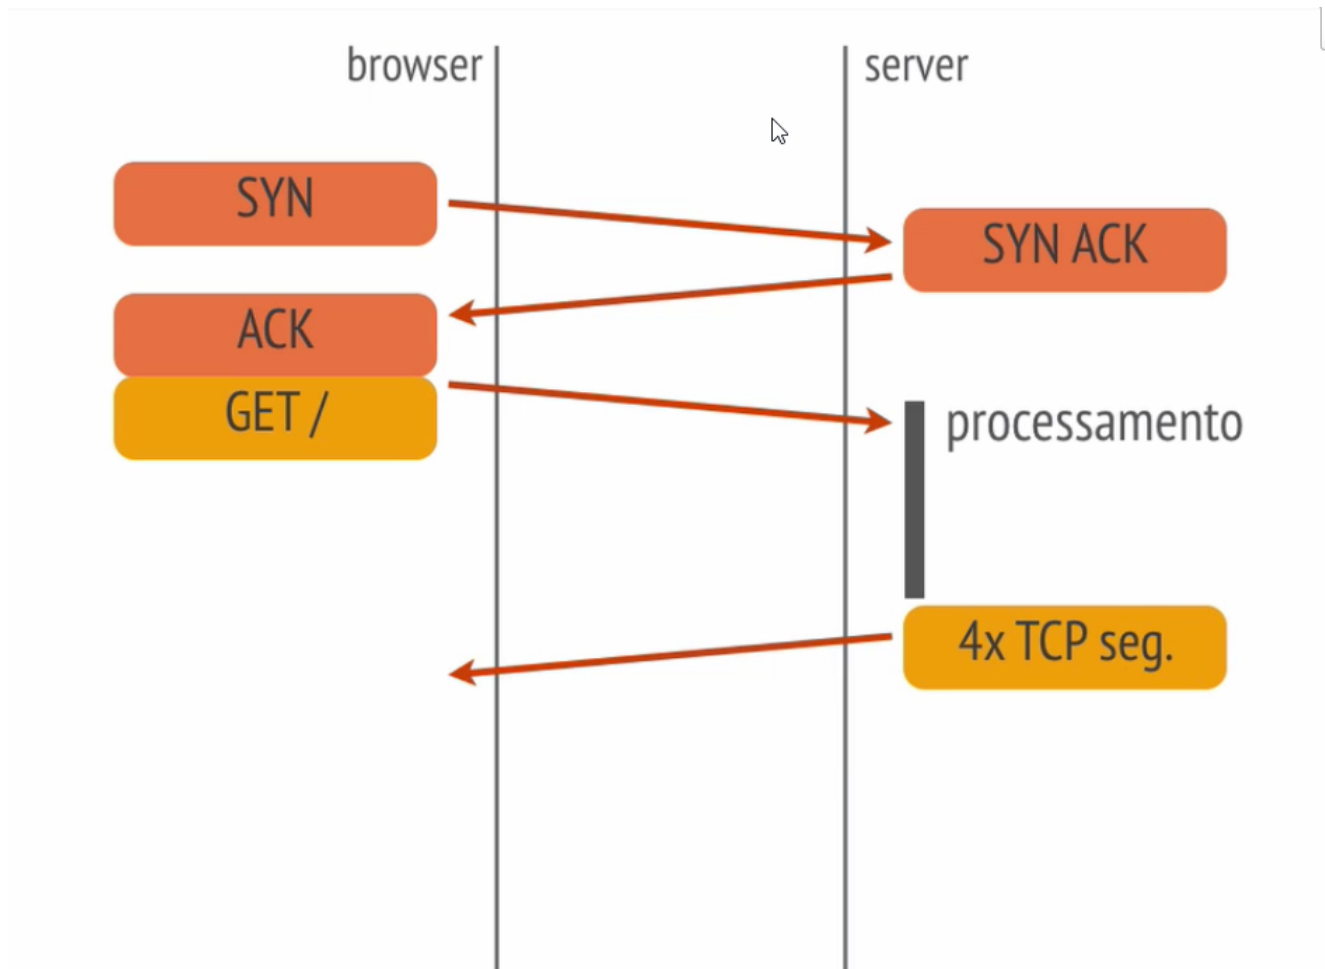 browser
server
SYN
SYN ACK
ACK
GET /
processamento
4x TCP seg.